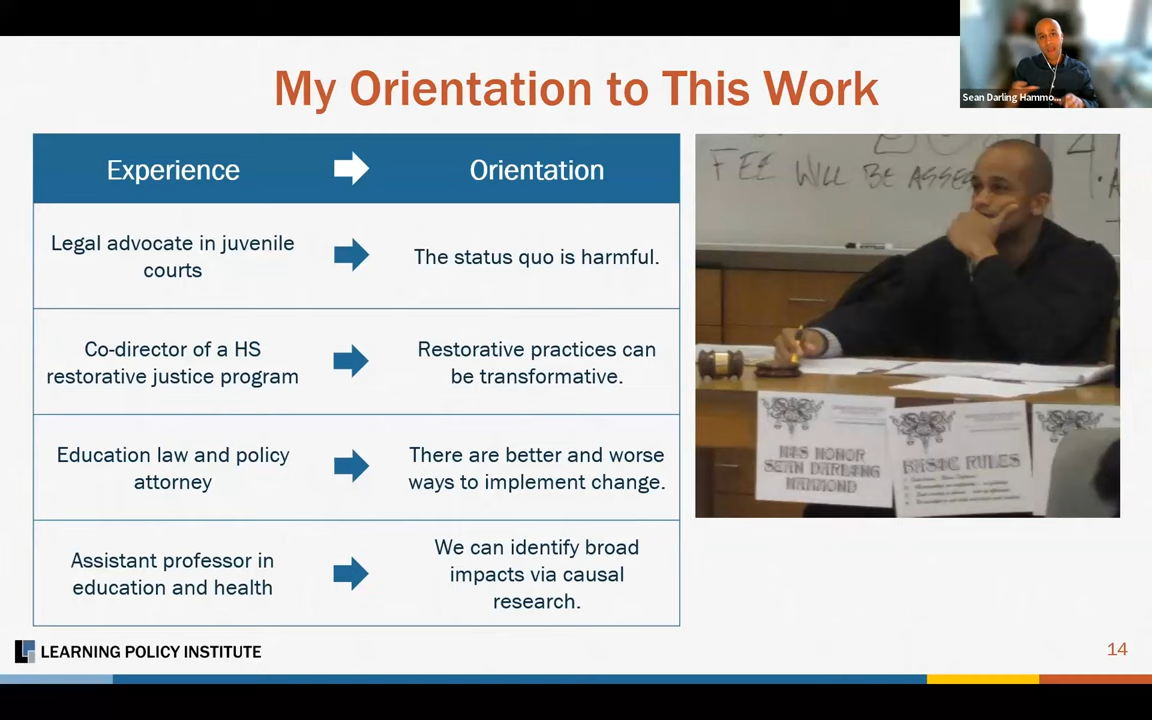 My Orientation to This Work
Sean Darling Hammo...
Experience
Orientation
Legal advocate in juvenile
courts
The status quo is harmful.
Co-director of a HS
restorative justice program
Restorative practices can
be transformative.
Education law and policy
attorney
There are better and worse
ways to implement change.
Assistant professor in
education and health
We can identify broad
impacts via causal
research.
FEE WILL BE ASSE
HIS HONOR
SEAN DARLING
HAMMOND
BASIC RULES
LEARNING POLICY INSTITUTE
14